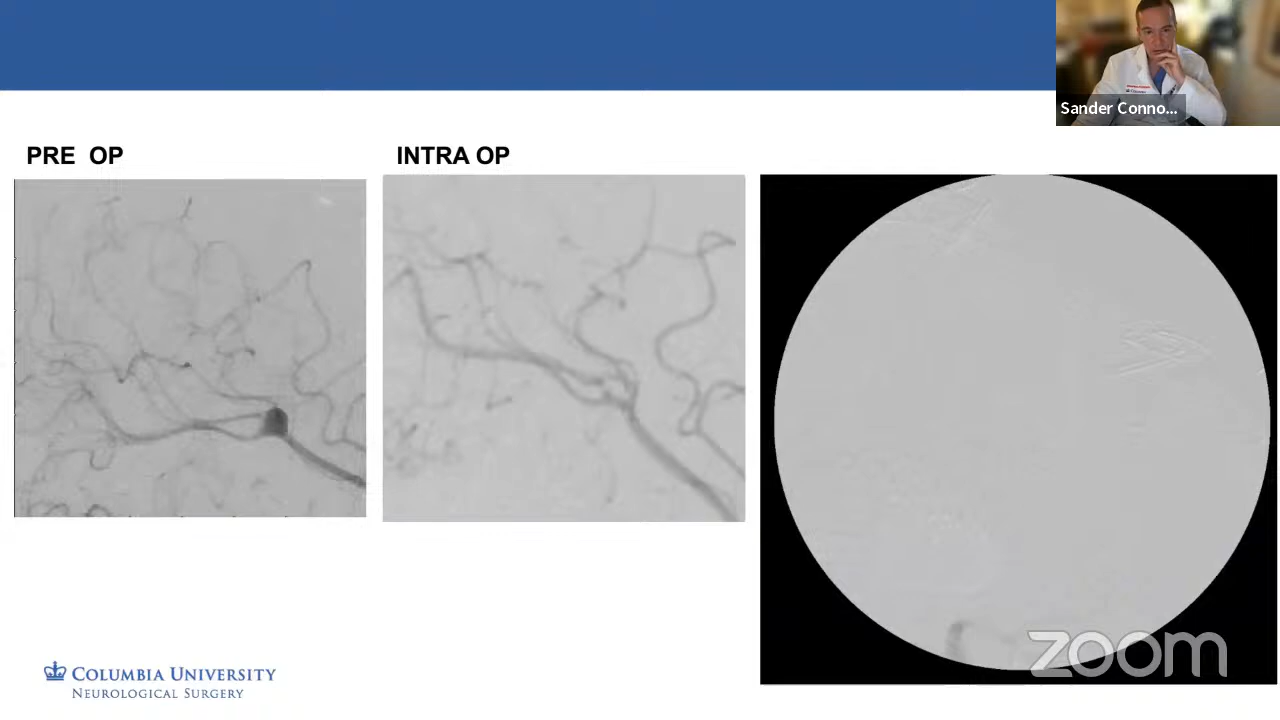 Sander Conno...
PRE OP
INTRA OP
COLUMBIA UNIVERSITY
NEUROLOGICAL SURGERY
zoom